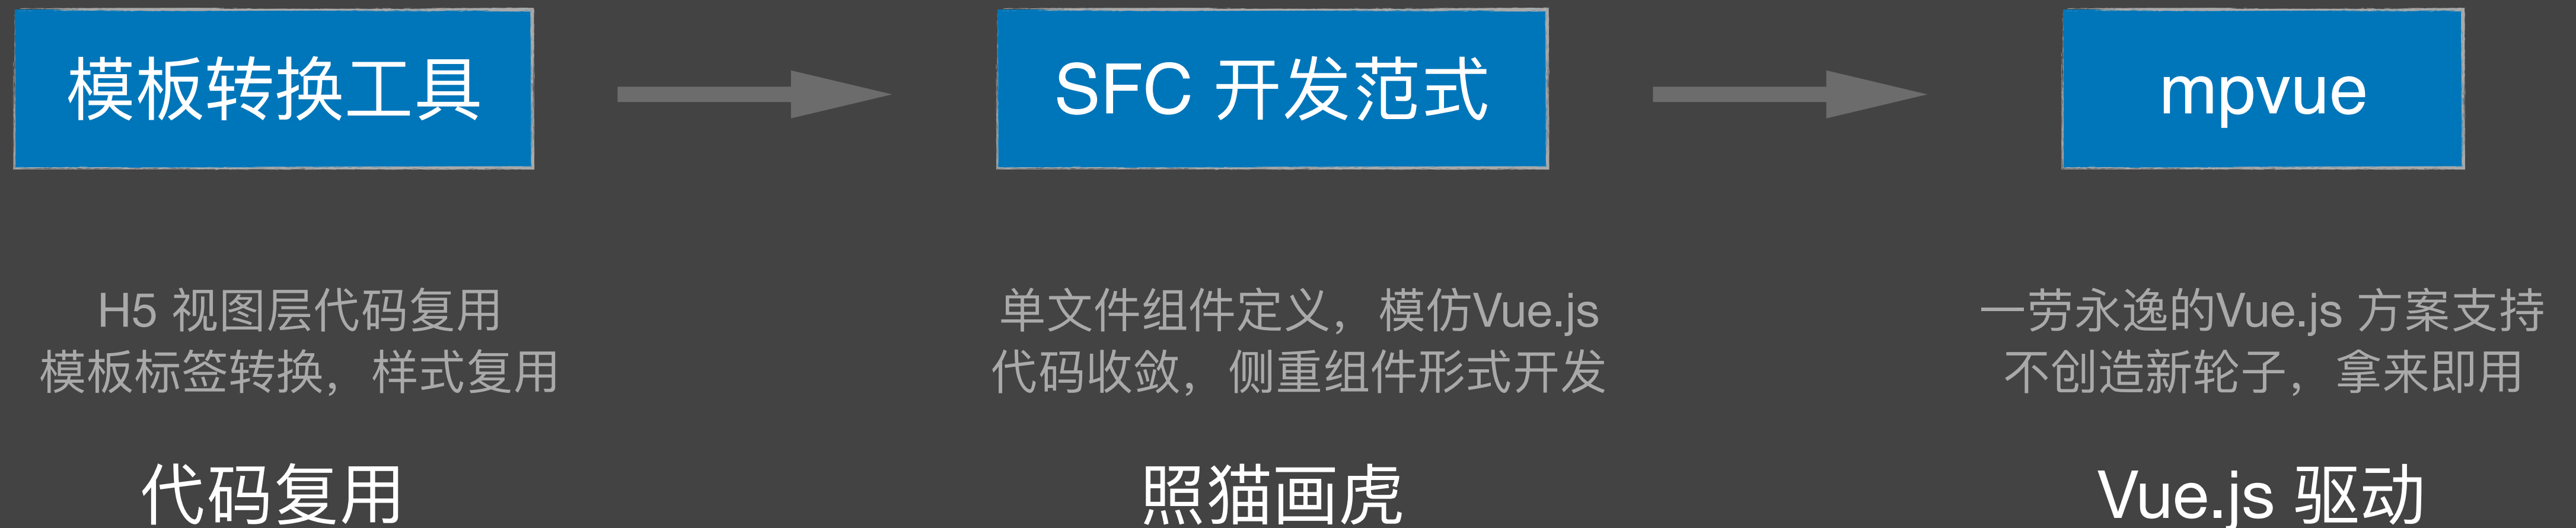 模板转换工具
SFC 开发范式
mpvue
H5 视图层代码复用
模板标签转换，样式复用
单文件组件定义，模仿Vue.js
代码收敛，侧重组件形式开发
一劳永逸的Vue.js 方案支持
不创造新轮子，拿来即用
代码复用
照猫画虎
Vue.js 驱动